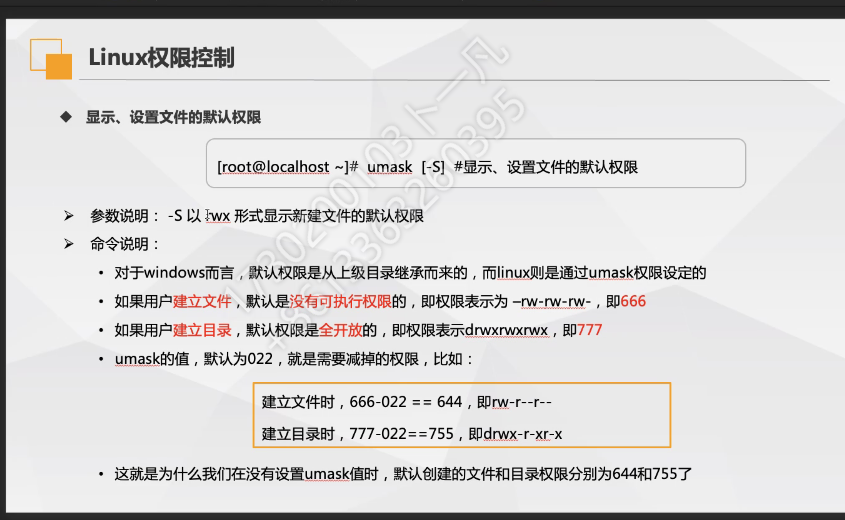 Linux权限控制
◆ 显示、设置文件的默认权限
[root@localhost ~]# umask [-S] #显示、设置文件的默认权限
➢ 参数说明： -S 以 rwx 形式显示新建文件的默认权限
➢ 命令说明：
• 对于windows而言，默认权限是从上级目录继承而来的，而linux则是通过umask权限设定的
• 如果用户建立文件，默认是没有可执行权限的，即权限表示为 –rw-rw-rw-，即666
• 如果用户建立目录，默认权限是全开放的，即权限表示drwxrwxrwx，即777
• umask的值，默认为022，就是需要减掉的权限，比如：
建立文件时，666-022 == 644，即rw-r--r--
建立目录时，777-022==755，即drwx-r-xr-x
• 这就是为什么我们在没有设置umask值时，默认创建的文件和目录权限分别为644和755了